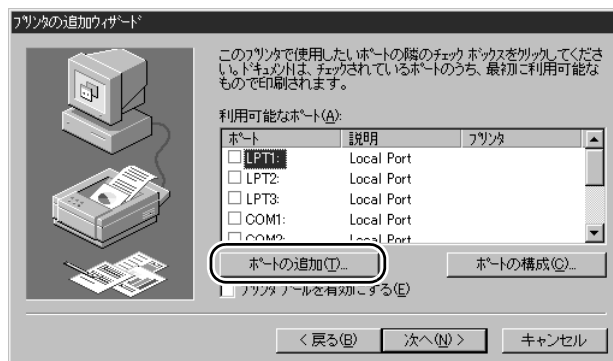 プリンタの追加ウィザード
このプリンタで使用したいポートの隣のチェック ボックスをクリックしてくださ
い。ドキュメントは、チェックされているポートのうち、最初に利用可能な
もので印刷されます。
利用可能なポート(A):
ポート 説明 プリンタ
LPT1: Local Port
LPT2: Local Port
LPT3: Local Port
COM1: Local Port
COM2: Local Port
ポートの追加(T)... ポートの構成(C)...
プリンタ プールを有効にする(E)
< 戻る(B) 次へ(N) > キャンセル